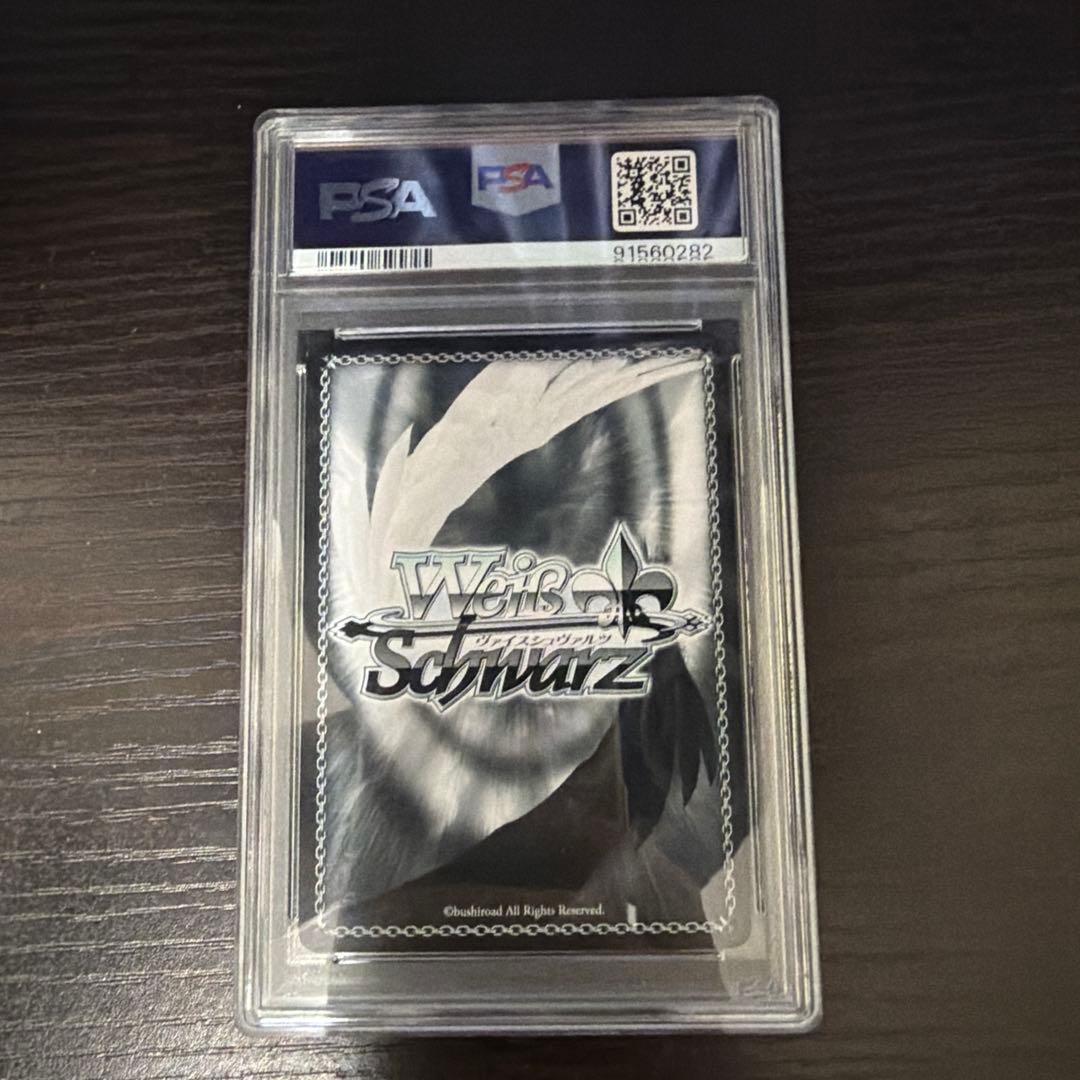 PSA
PSA
91560282
Weiß
ヴァイスシュヴァルツ
Schwarz
©bushiroad All Rights Reserved.